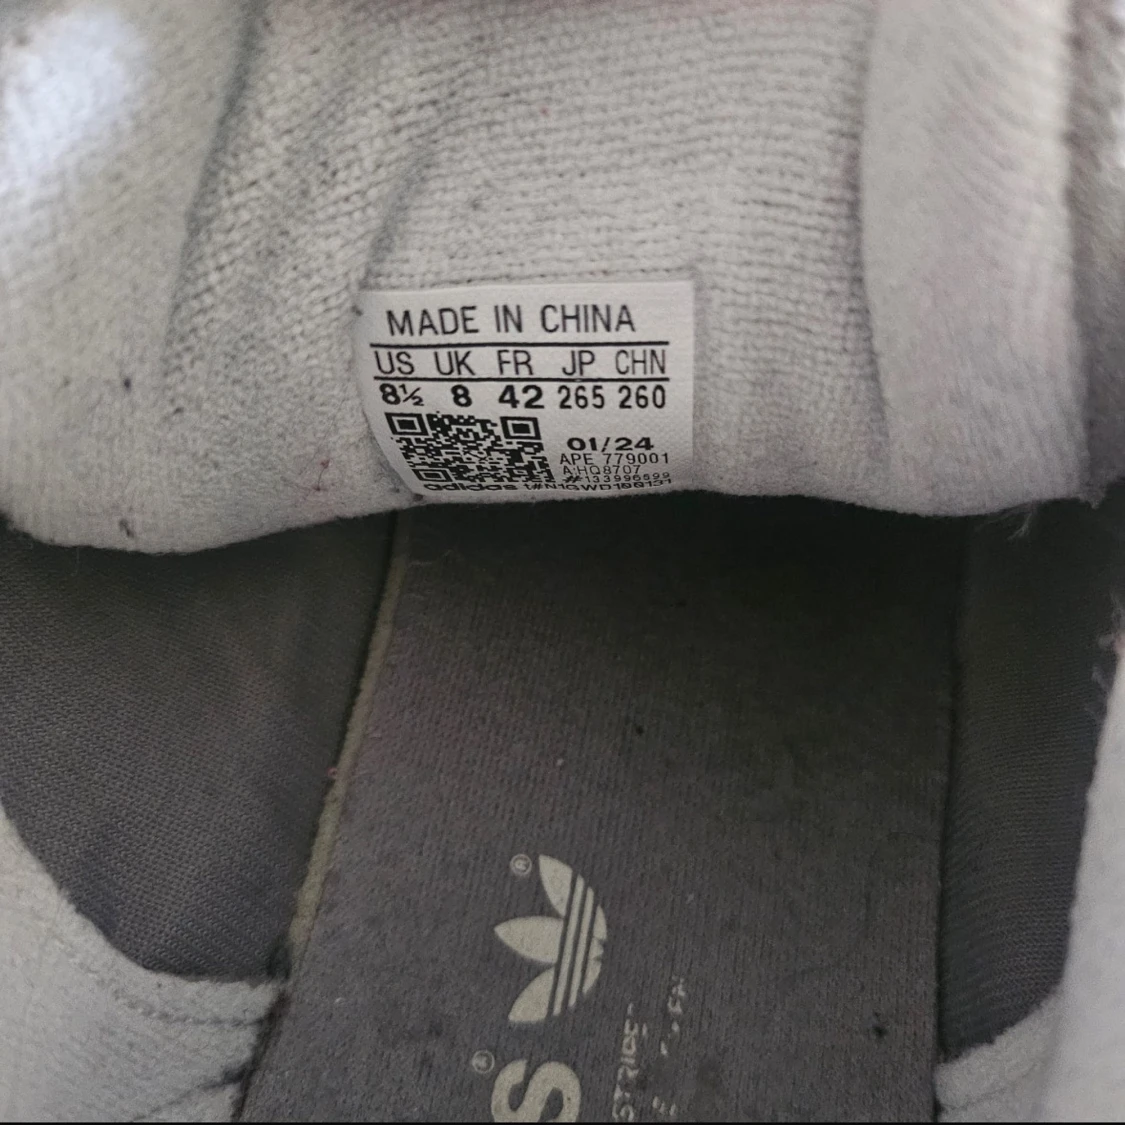 MADE IN CHINA
US UK FR JP CHN
8½ 8 42 265 260
01/24
APE 779001
HQ8707
adidas
®
®
S